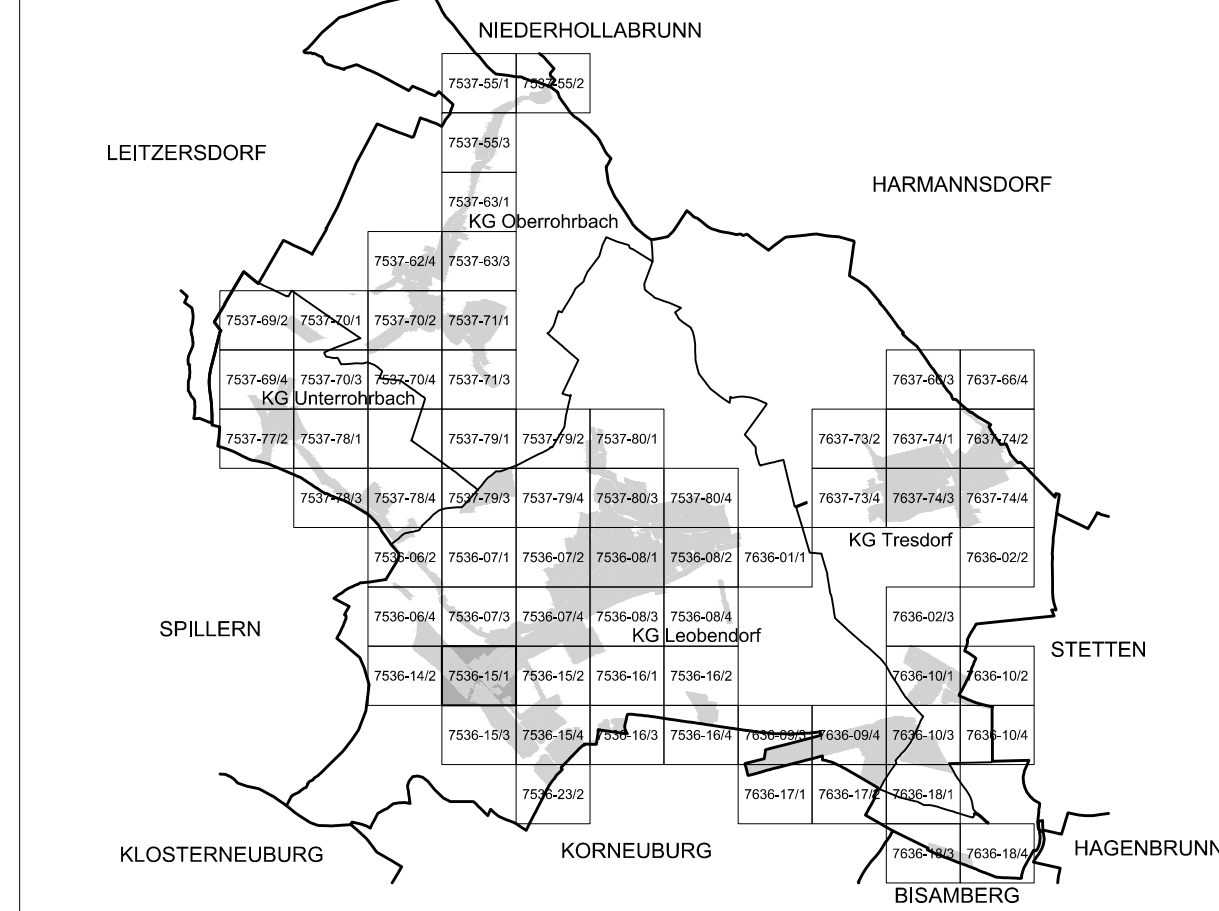 NIEDERHOLLABRUNN
7537-55/1 7537-55/2
LEITZERSDORF
7537-55/3
HARMANNSDORF
7537-63/1
KG Oberrohrbach
7537-62/4 7537-63/3
7537-69/2 7537-70/1 7537-70/2 7537-71/1
7537-69/4 7537-70/3 7537-70/4 7537-71/3 7637-66/3 7637-66/4
KG Unterrohrbach
7537-77/2 7537-78/1 7537-79/1 7537-79/2 7537-80/1 7637-73/2 7637-74/1 7637-74/2
7537-78/3 7537-78/4 7537-79/3 7537-79/4 7537-80/3 7537-80/4 7637-73/4 7637-74/3 7637-74/4
KG Tresdorf
7536-06/2 7536-07/1 7536-07/2 7536-08/1 7536-08/2 7636-01/1 7636-02/2
7536-06/4 7536-07/3 7536-07/4 7536-08/3 7536-08/4 7636-02/3
SPILLERN
KG Leobendorf
STETTEN
7536-14/2 7536-15/1 7536-15/2 7536-16/1 7536-16/2 7636-10/1 7636-10/2
7536-15/3 7536-15/4 7536-16/3 7536-16/4 7636-09/3 7636-09/4 7636-10/3 7636-10/4
7536-23/2 7636-17/1 7636-17/2 7636-18/1
KLOSTERNEUBURG
KORNEUBURG
HAGENBRUNN
7636-18/3 7636-18/4
BISAMBERG